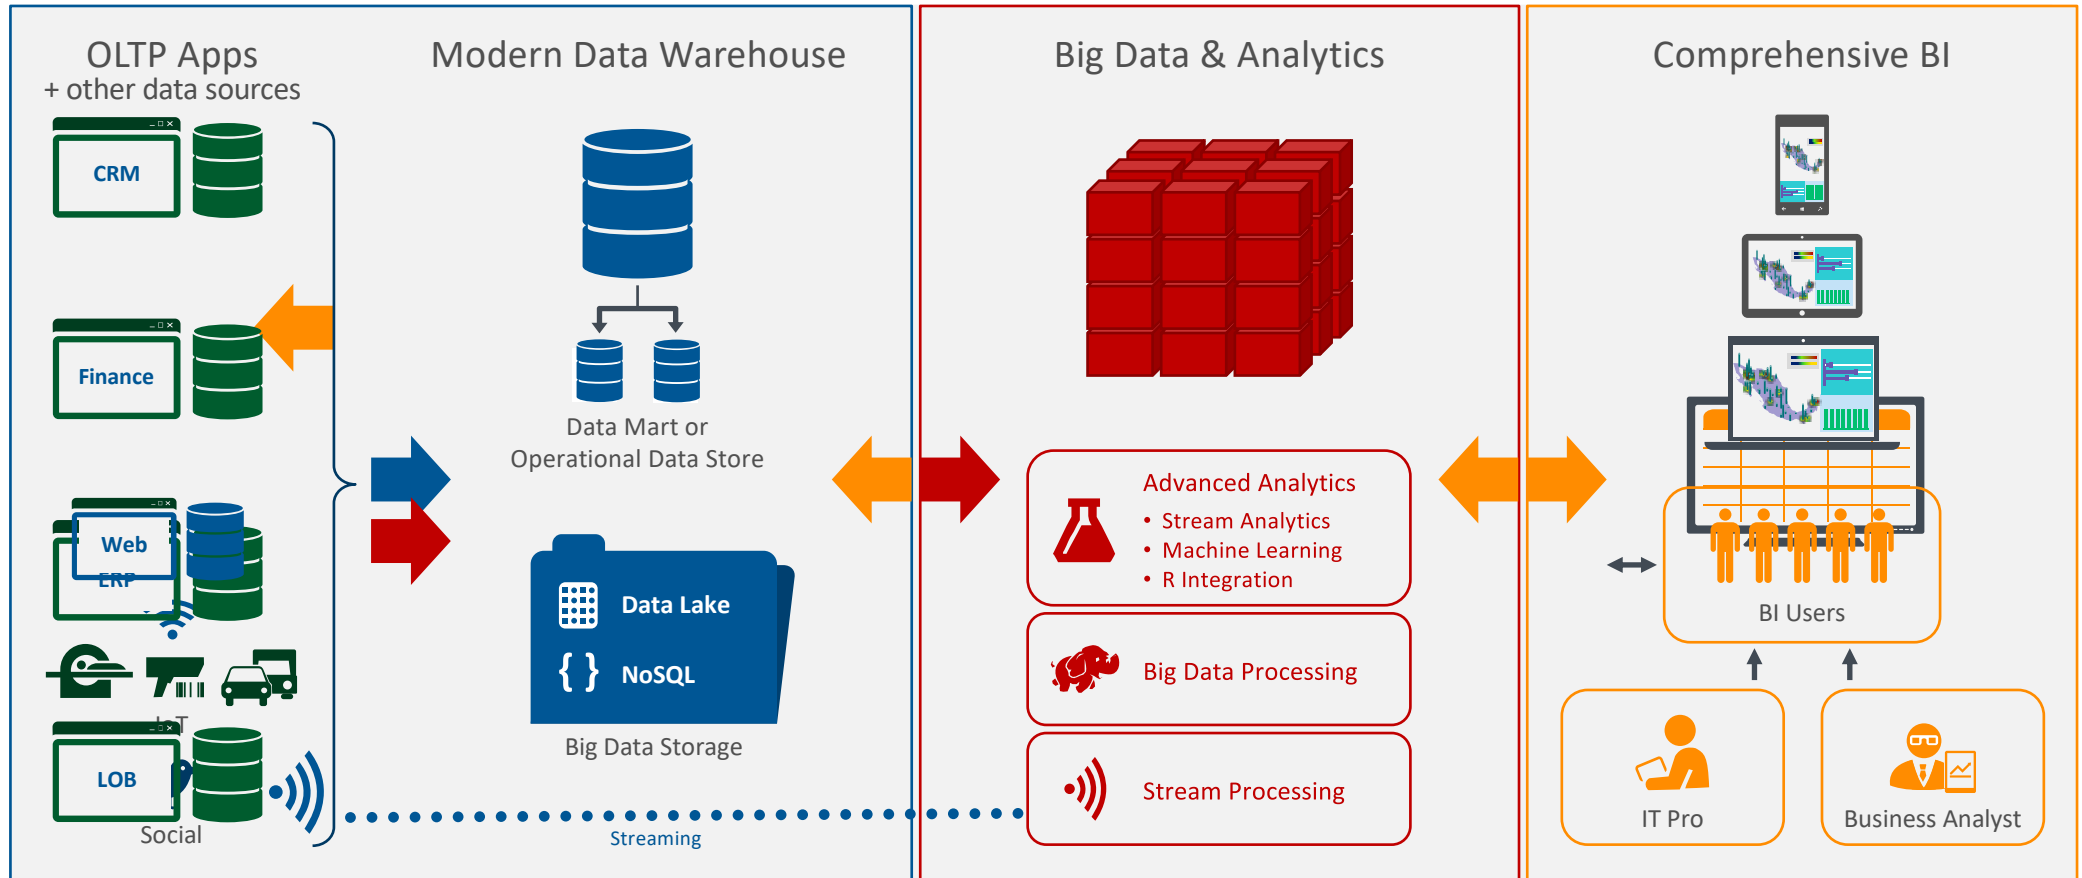 OLTP Apps
+ other data sources
CRM
Finance
Web
ERP
IoT
LOB
Social
Modern Data Warehouse
Data Mart or
Operational Data Store
Data Lake
{ } NoSQL
Big Data Storage
Streaming
Big Data & Analytics
Advanced Analytics
• Stream Analytics
• Machine Learning
• R Integration
Big Data Processing
Stream Processing
Comprehensive BI
BI Users
IT Pro
Business Analyst